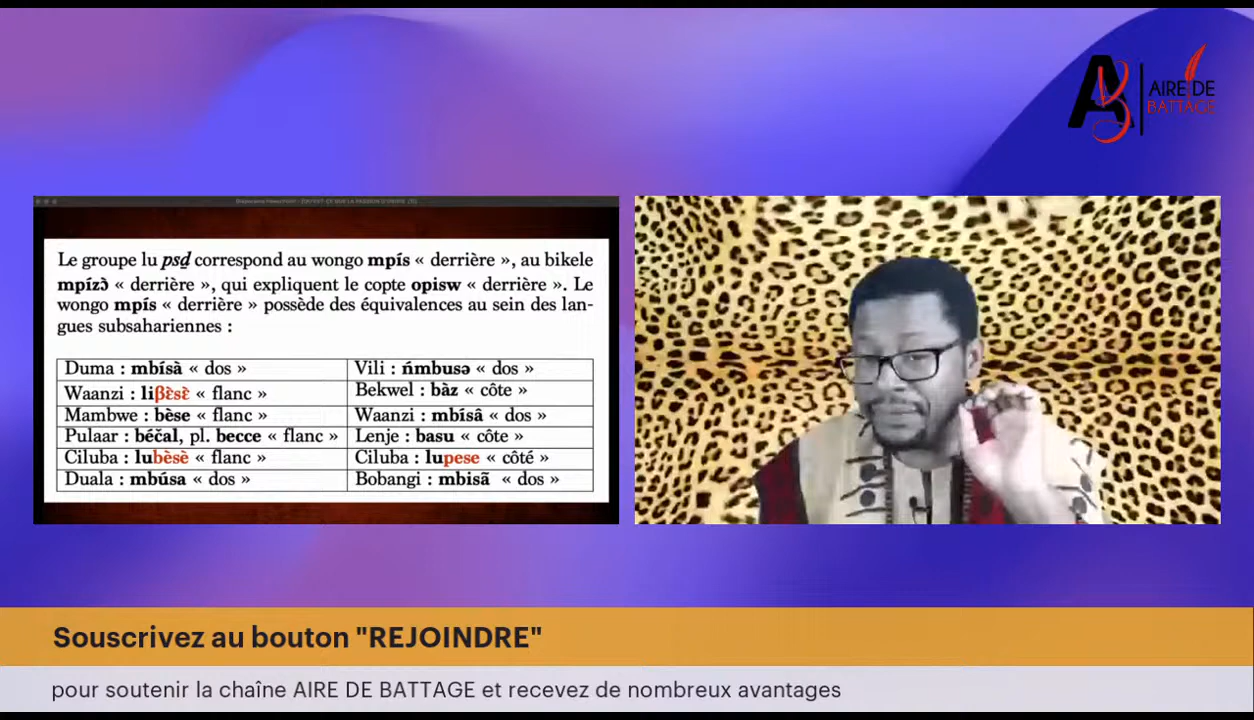 AIRE DE
BATTAGE
Le groupe lu psḏ correspond au wongo mpís « derrière », au bikele
mpízɔ̀ « derrière », qui expliquent le copte opisw « derrière ». Le
wongo mpís « derrière » possède des équivalences au sein des lan-
gues subsahariennes :
Duma : mbísà « dos »
Vili : ńmbusə « dos »
Waanzi : liβɛ̀sɛ̀ « flanc »
Bekwel : bàz « côte »
Mambwe : bèse « flanc »
Waanzi : mbísâ « dos »
Pulaar : béčal, pl. becce « flanc »
Lenje : basu « côte »
Ciluba : lubèsè « flanc »
Ciluba : lupese « côté »
Duala : mbúsa « dos »
Bobangi : mbisã « dos »
Souscrivez au bouton "REJOINDRE"
pour soutenir la chaîne AIRE DE BATTAGE et recevez de nombreux avantages